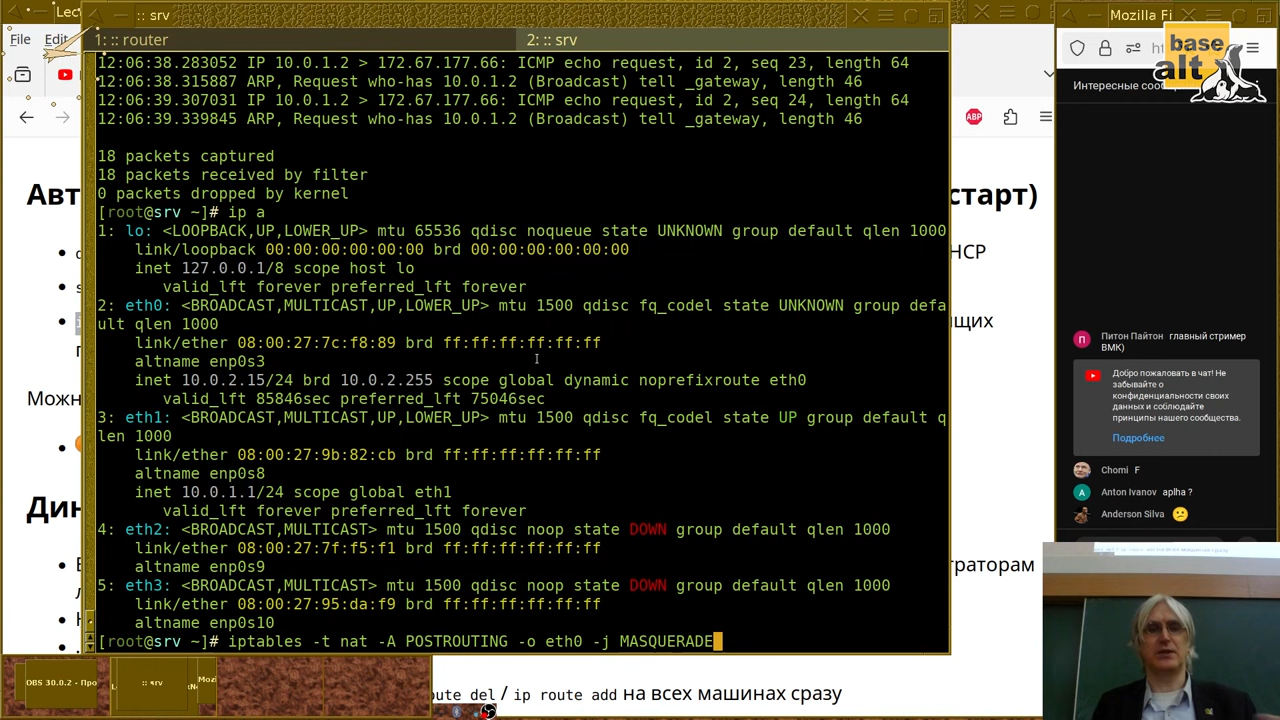 Lec
:: srv
Mozilla Fi
1: :: router
2: :: srv
File Edit
base
alt
ABP
Интересные сооб
12:06:38.283052 IP 10.0.1.2 > 172.67.177.66: ICMP echo request, id 2, seq 23, length 64
12:06:38.315887 ARP, Request who-has 10.0.1.2 (Broadcast) tell _gateway, length 46
12:06:39.307031 IP 10.0.1.2 > 172.67.177.66: ICMP echo request, id 2, seq 24, length 64
12:06:39.339845 ARP, Request who-has 10.0.1.2 (Broadcast) tell _gateway, length 46
18 packets captured
18 packets received by filter
0 packets dropped by kernel
[root@srv ~]# ip a
1: lo: <LOOPBACK,UP,LOWER_UP> mtu 65536 qdisc noqueue state UNKNOWN group default qlen 1000
link/loopback 00:00:00:00:00:00 brd 00:00:00:00:00:00
inet 127.0.0.1/8 scope host lo
valid_lft forever preferred_lft forever
2: eth0: <BROADCAST,MULTICAST,UP,LOWER_UP> mtu 1500 qdisc fq_codel state UNKNOWN group defa
ult qlen 1000
link/ether 08:00:27:7c:f8:89 brd ff:ff:ff:ff:ff:ff
altname enp0s3
inet 10.0.2.15/24 brd 10.0.2.255 scope global dynamic noprefixroute eth0
valid_lft 85846sec preferred_lft 75046sec
3: eth1: <BROADCAST,MULTICAST,UP,LOWER_UP> mtu 1500 qdisc fq_codel state UP group default q
len 1000
link/ether 08:00:27:9b:82:cb brd ff:ff:ff:ff:ff:ff
altname enp0s8
inet 10.0.1.1/24 scope global eth1
valid_lft forever preferred_lft forever
4: eth2: <BROADCAST,MULTICAST> mtu 1500 qdisc noop state DOWN group default qlen 1000
link/ether 08:00:27:7f:f5:f1 brd ff:ff:ff:ff:ff:ff
altname enp0s9
5: eth3: <BROADCAST,MULTICAST> mtu 1500 qdisc noop state DOWN group default qlen 1000
link/ether 08:00:27:95:da:f9 brd ff:ff:ff:ff:ff:ff
altname enp0s10
[root@srv ~]# iptables -t nat -A POSTROUTING -o eth0 -j MASQUERADE
Авт
старт)
НСР
щих
Можн
Дин
граторам
oute del / ip route add на всех машинах сразу
Питон Пайтон главный стример
ВМК)
Добро пожаловать в чат! Не
забывайте о
конфиденциальности своих
данных и соблюдайте
принципы нашего сообщества.
Подробнее
Chomi F
Anton Ivanov aplha ?
Anderson Silva
OBS 30.0.2 - Про
:: srv
Mozi